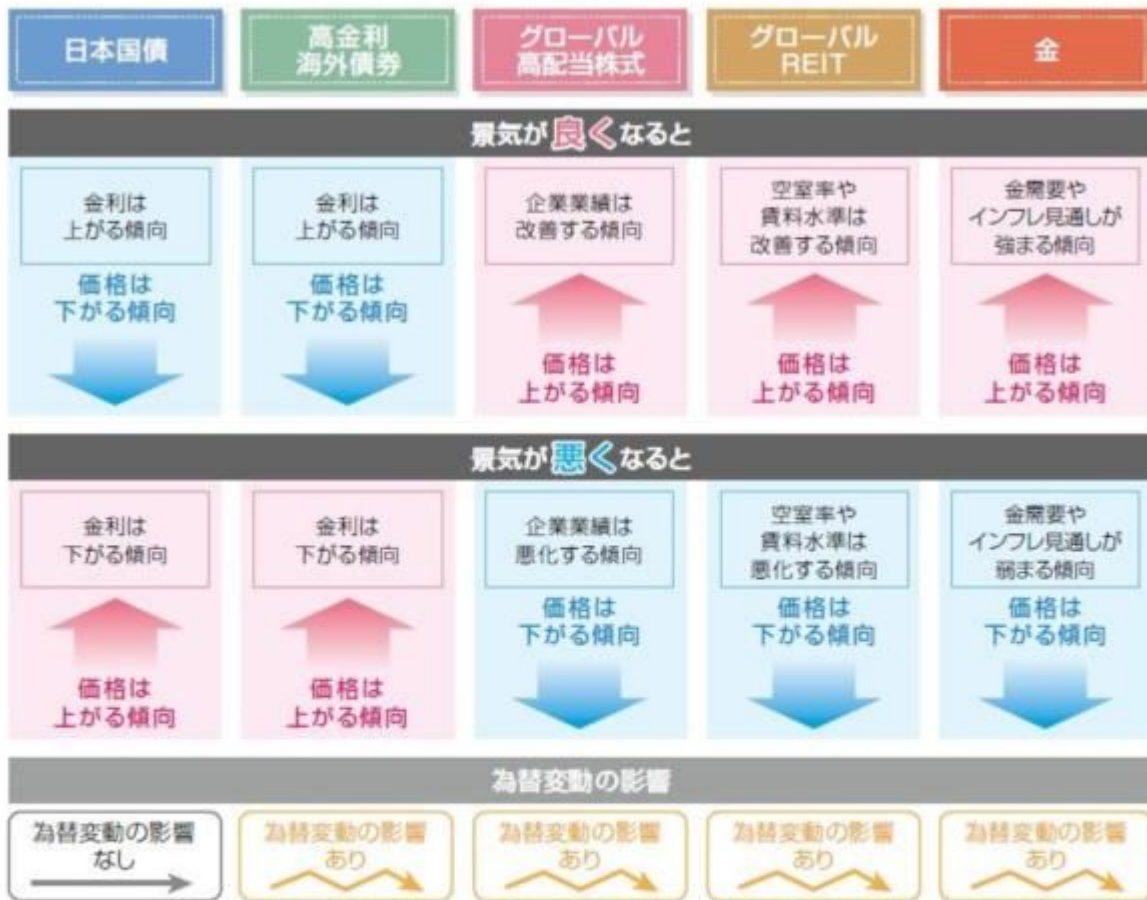 日本国債
高金利
海外債券
グローバル
高配当株式
グローバル
REIT
金
景気が良くなると
金利は
上がる傾向
価格は
下がる傾向
金利は
上がる傾向
価格は
下がる傾向
企業業績は
改善する傾向
価格は
上がる傾向
空室率や
賃料水準は
改善する傾向
価格は
上がる傾向
金需要や
インフレ見通しが
強まる傾向
価格は
上がる傾向
景気が悪くなると
金利は
下がる傾向
価格は
上がる傾向
金利は
下がる傾向
価格は
上がる傾向
企業業績は
悪化する傾向
価格は
下がる傾向
空室率や
賃料水準は
悪化する傾向
価格は
下がる傾向
金需要や
インフレ見通しが
弱まる傾向
価格は
下がる傾向
為替変動の影響
為替変動の影響
なし
為替変動の影響
あり
為替変動の影響
あり
為替変動の影響
あり
為替変動の影響
あり